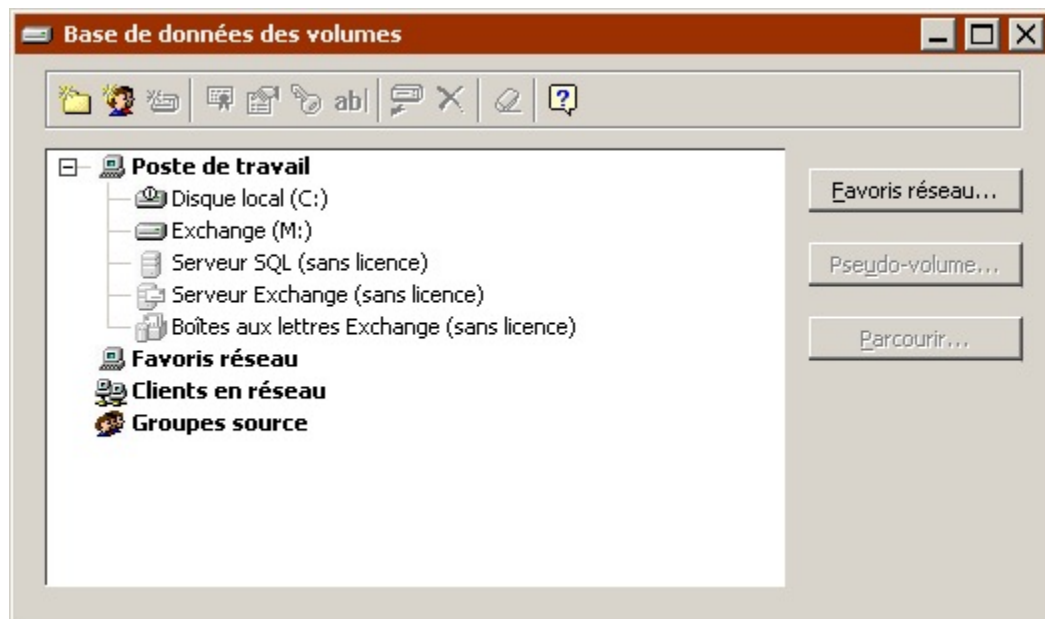 Base de données des volumes
ab|
Poste de travail
Disque local (C:)
Exchange (M:)
Serveur SQL (sans licence)
Serveur Exchange (sans licence)
Boîtes aux lettres Exchange (sans licence)
Favoris réseau
Clients en réseau
Groupes source
Favoris réseau...
Pseudo-volume...
Parcourir...